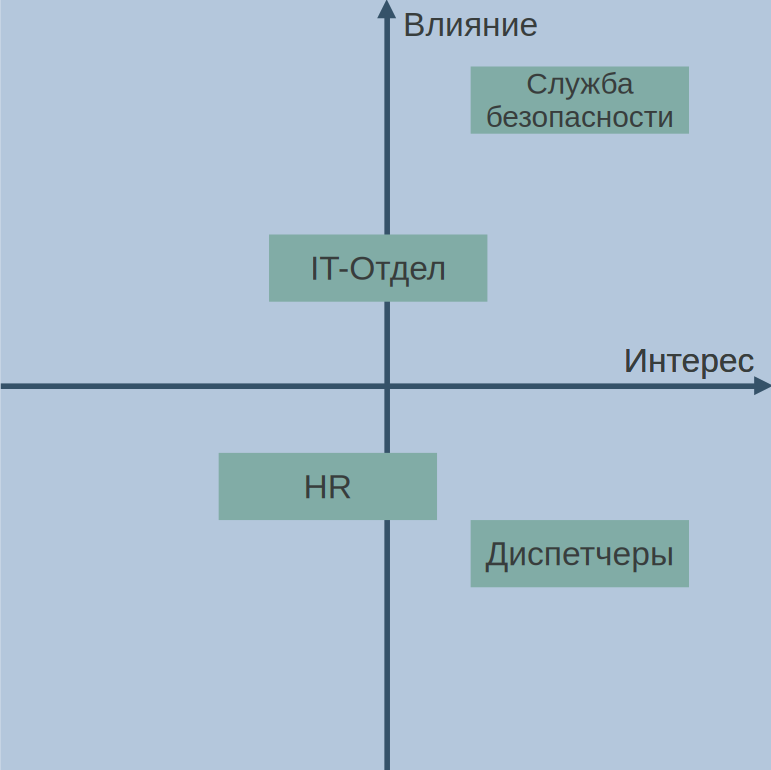 Влияние
Служба
безопасности
IT-Отдел
Интерес
HR
Диспетчеры